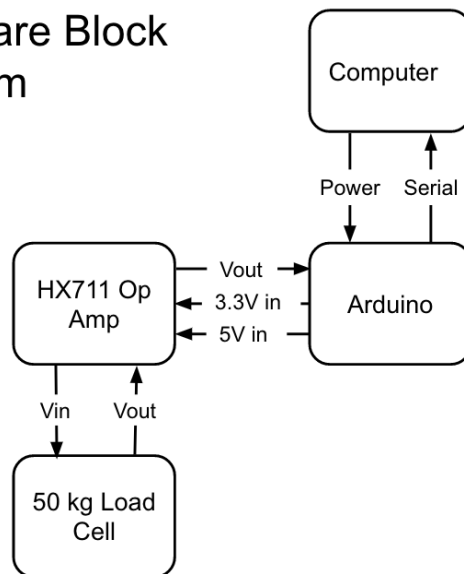 are Block
m
Computer
Power Serial
HX711 Op
Amp
Vout
3.3V in
5V in
Arduino
Vin Vout
50 kg Load
Cell